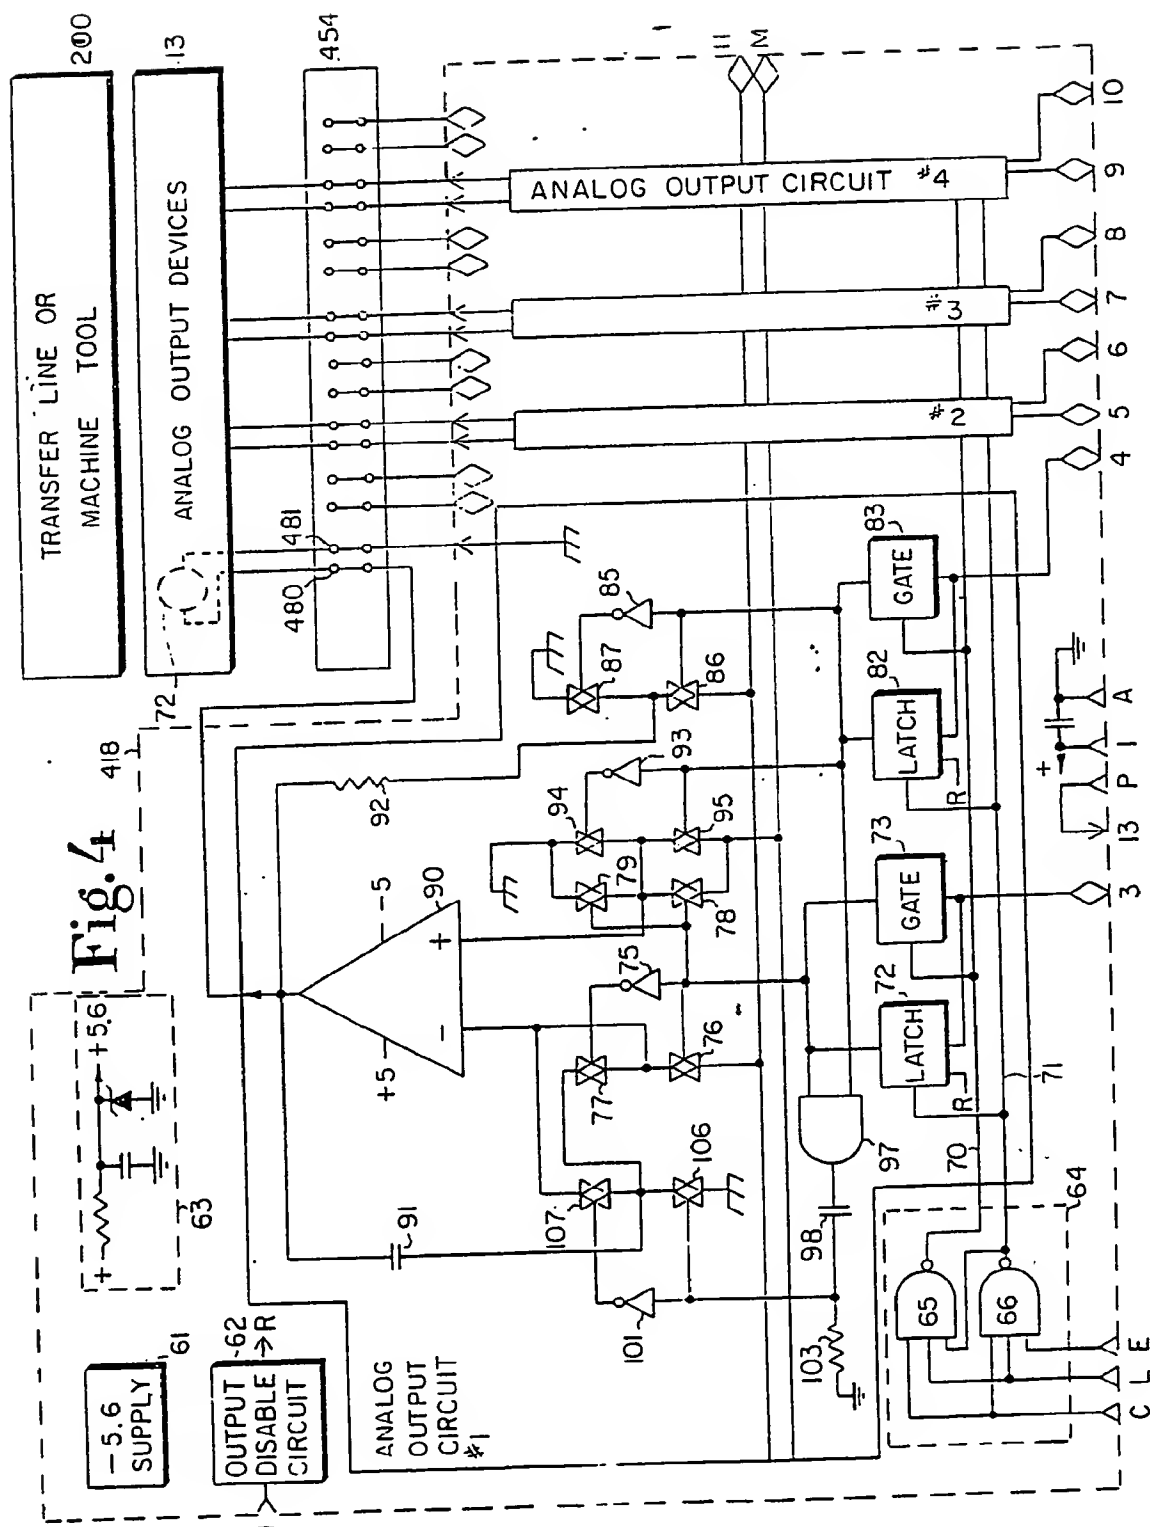 Fig.4
TRANSFER LINE OR
MACHINE TOOL
200
ANALOG OUTPUT DEVICES
13
72
454
480
481
418
+5.6
+
63
-5.6
SUPPLY
61
OUTPUT
DISABLE
CIRCUIT
62
R
ANALOG
OUTPUT
CIRCUIT
#1
+5
-5
-
+
90
91
92
85
87
86
93
94
95
79
78
75
77
76
107
106
101
98
97
103
LATCH
72
R
GATE
73
LATCH
82
R
GATE
83
70
71
64
65
66
#2
#3
ANALOG OUTPUT CIRCUIT #4
III
M
C
L
E
3
13
P
+
1
A
4
5
6
7
8
9
10